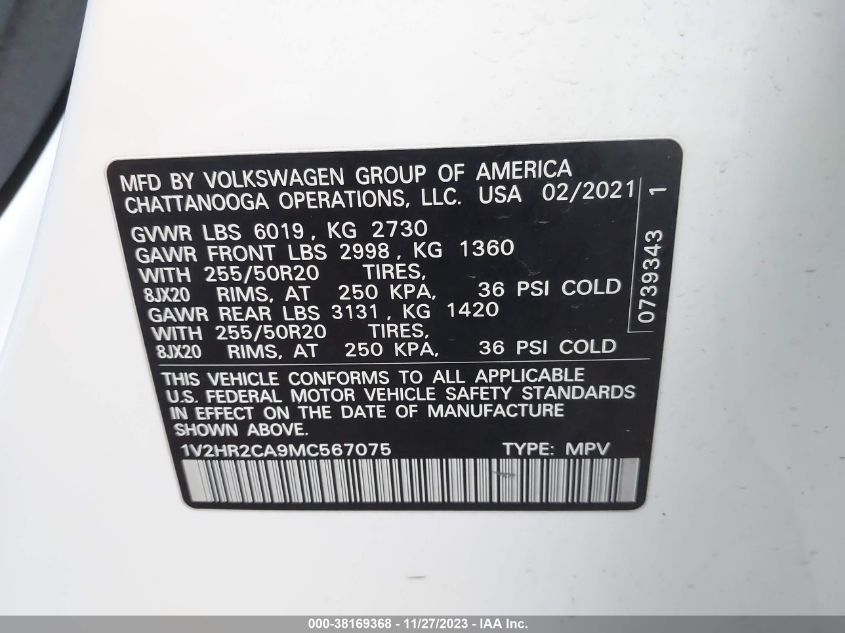 MFD BY VOLKSWAGEN GROUP OF AMERICA
CHATTANOOGA OPERATIONS, LLC. USA 02/2021
GVWR LBS 6019, KG 2730
GAWR FRONT LBS 2998, KG 1360
WITH 255/50R20 TIRES,
8JX20 RIMS, AT 250 KPA, 36 PSI COLD
GAWR REAR LBS 3131, KG 1420
WITH 255/50R20 TIRES,
8JX20 RIMS, AT 250 KPA, 36 PSI COLD
0739343 1
THIS VEHICLE CONFORMS TO ALL APPLICABLE
U.S. FEDERAL MOTOR VEHICLE SAFETY STANDARDS
IN EFFECT ON THE DATE OF MANUFACTURE
SHOWN ABOVE.
1V2HR2CA9MC567075 TYPE: MPV
000-38169368 - 11/27/2023 - IAA Inc.